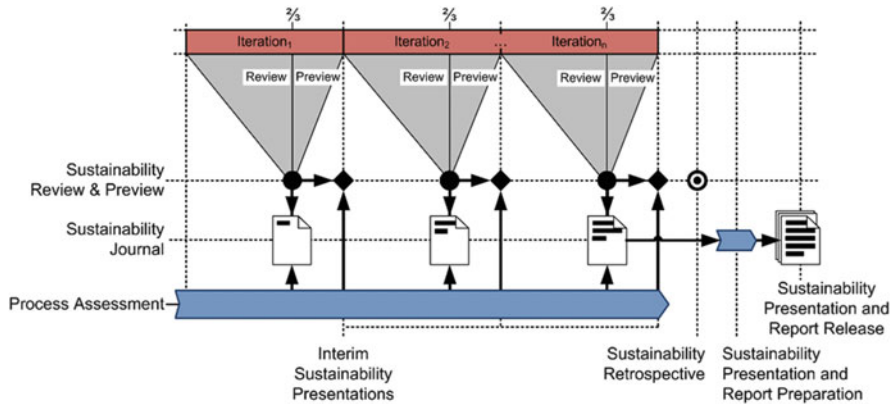 ⅔ ⅔ ⅔
Iteration₁ Iteration₂ ... Iterationₙ
Review Preview Review Preview Review Preview
Sustainability
Review & Preview
Sustainability
Journal
Process Assessment
Sustainability
Presentation and
Report Release
Interim
Sustainability
Presentations
Sustainability
Retrospective
Sustainability
Presentation and
Report Preparation